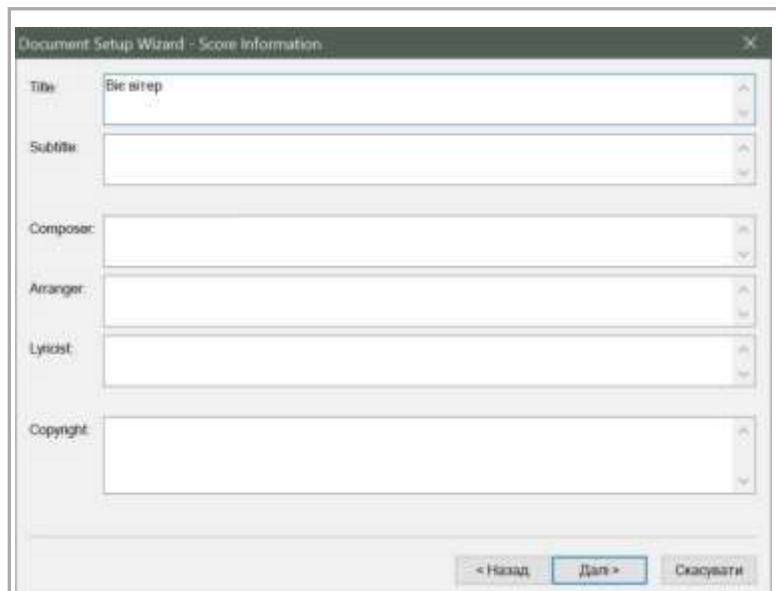 Document Setup Wizard - Score Information
Title:
Віє вітер
Subtitle:
Composer:
Arranger:
Lyricist:
Copyright:
< Назад
Далі >
Скасувати